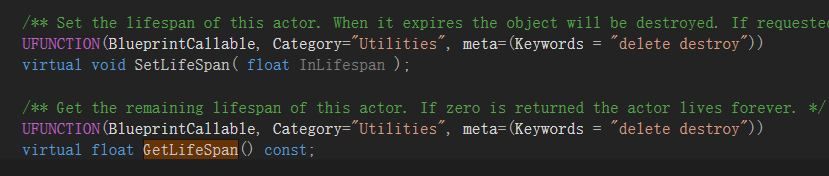 /** Set the lifespan of this actor. When it expires the object will be destroyed. If requested
UFUNCTION(BlueprintCallable, Category="Utilities", meta=(Keywords = "delete destroy"))
virtual void SetLifeSpan( float InLifespan );
/** Get the remaining lifespan of this actor. If zero is returned the actor lives forever. */
UFUNCTION(BlueprintCallable, Category="Utilities", meta=(Keywords = "delete destroy"))
virtual float GetLifeSpan() const;